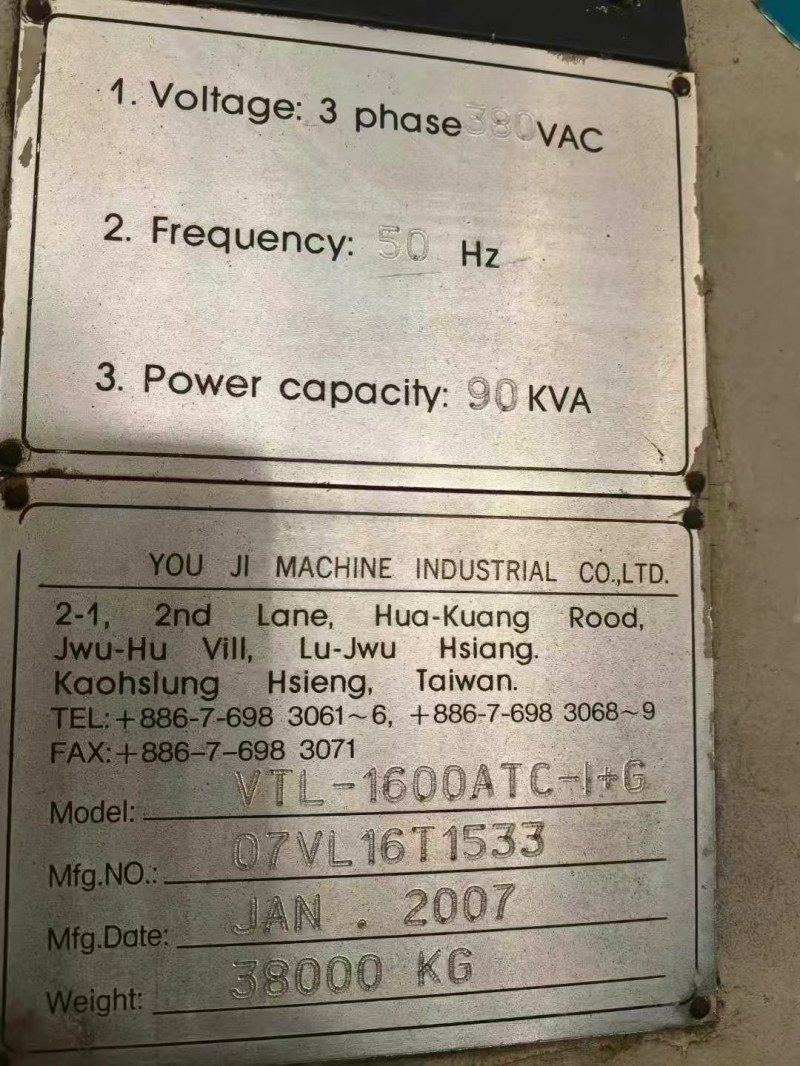 1. Voltage: 3 phase 380 VAC
2. Frequency: 50 Hz
3. Power capacity: 90 KVA
YOU JI MACHINE INDUSTRIAL CO.,LTD.
2-1, 2nd Lane, Hua-Kuang Rood,
Jwu-Hu Vill, Lu-Jwu Hsiang.
Kaohslung Hsieng, Taiwan.
TEL:+886-7-698 3061~6, +886-7-698 3068~9
FAX:+886-7-698 3071
Model: VTL-1600ATC-I+G
Mfg.NO.: 07VL16T1533
Mfg.Date: JAN . 2007
Weight: 38000 KG